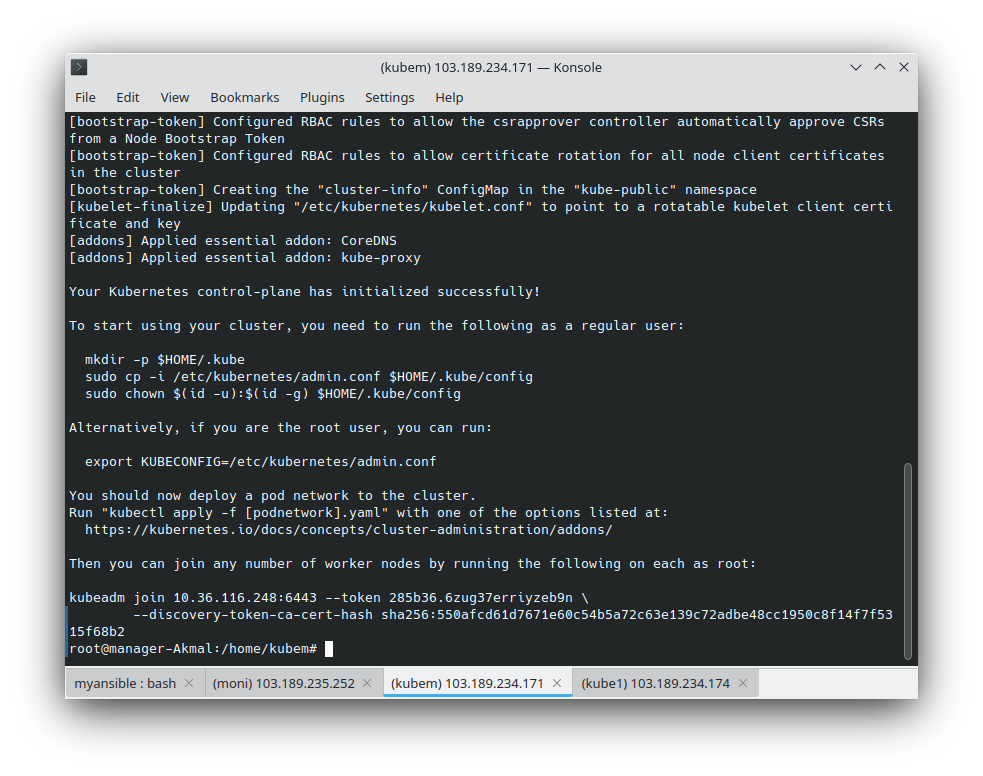 (kubem) 103.189.234.171 — Konsole
File Edit View Bookmarks Plugins Settings Help
[bootstrap-token] Configured RBAC rules to allow the csrapprover controller automatically approve CSRs
from a Node Bootstrap Token
[bootstrap-token] Configured RBAC rules to allow certificate rotation for all node client certificates
in the cluster
[bootstrap-token] Creating the "cluster-info" ConfigMap in the "kube-public" namespace
[kubelet-finalize] Updating "/etc/kubernetes/kubelet.conf" to point to a rotatable kubelet client certi
ficate and key
[addons] Applied essential addon: CoreDNS
[addons] Applied essential addon: kube-proxy
Your Kubernetes control-plane has initialized successfully!
To start using your cluster, you need to run the following as a regular user:
mkdir -p $HOME/.kube
sudo cp -i /etc/kubernetes/admin.conf $HOME/.kube/config
sudo chown $(id -u):$(id -g) $HOME/.kube/config
Alternatively, if you are the root user, you can run:
export KUBECONFIG=/etc/kubernetes/admin.conf
You should now deploy a pod network to the cluster.
Run "kubectl apply -f [podnetwork].yaml" with one of the options listed at:
https://kubernetes.io/docs/concepts/cluster-administration/addons/
Then you can join any number of worker nodes by running the following on each as root:
kubeadm join 10.36.116.248:6443 --token 285b36.6zug37erriyzeb9n \
--discovery-token-ca-cert-hash sha256:550afcd61d7671e60c54b5a72c63e139c72adbe48cc1950c8f14f7f53
15f68b2
root@manager-Akmal:/home/kubem#
myansible : bash (moni) 103.189.235.252 (kubem) 103.189.234.171 (kube1) 103.189.234.174